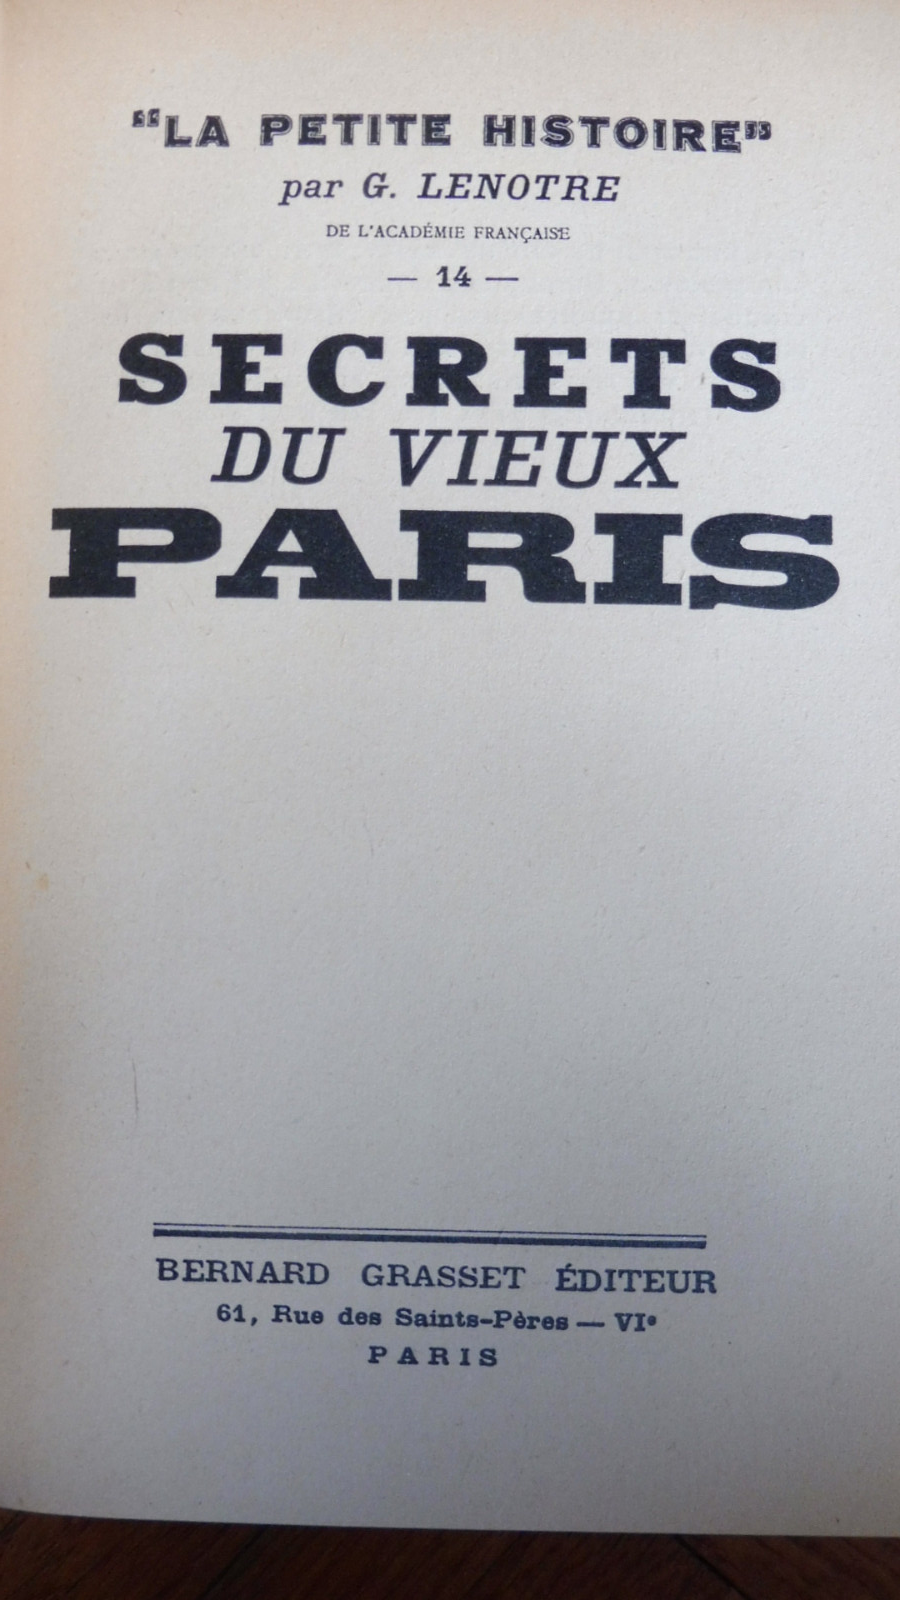 “LA PETITE HISTOIRE”
par G. LENOTRE
DE L'ACADÉMIE FRANÇAISE
— 14 —
SECRETS
DU VIEUX
PARIS
BERNARD GRASSET ÉDITEUR
61, Rue des Saints-Pères — VIᵉ
PARIS